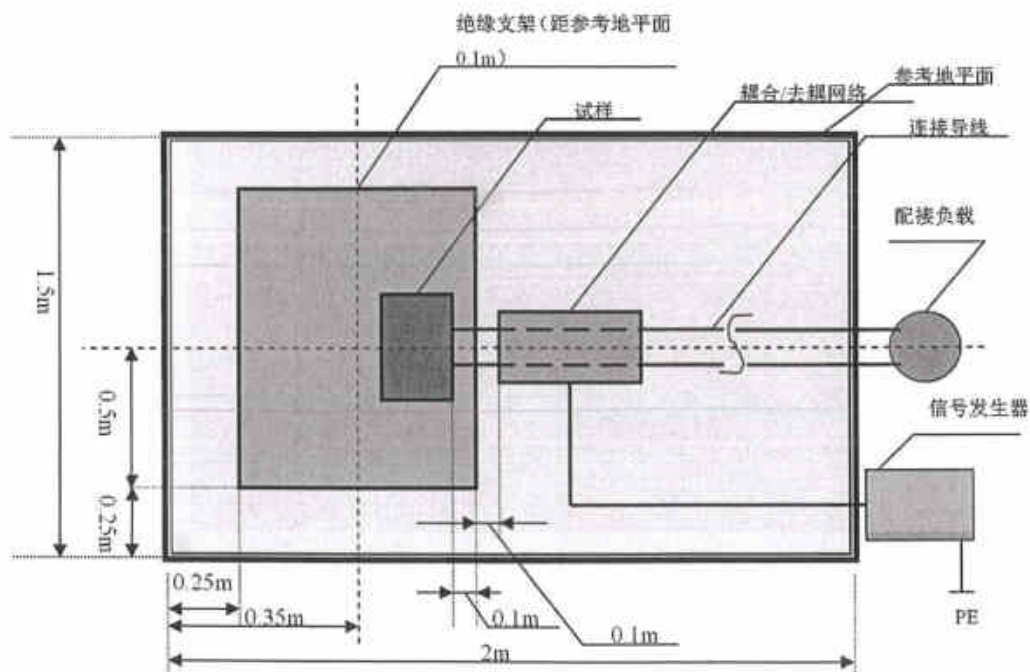 绝缘支架(距参考地平面
0.1m)
参考地平面
耦合/去耦网络
试样
连接导线
配接负载
1.5m
0.5m
信号发生器
0.25m
0.25m
0.35m
0.1m
0.1m
PE
2m